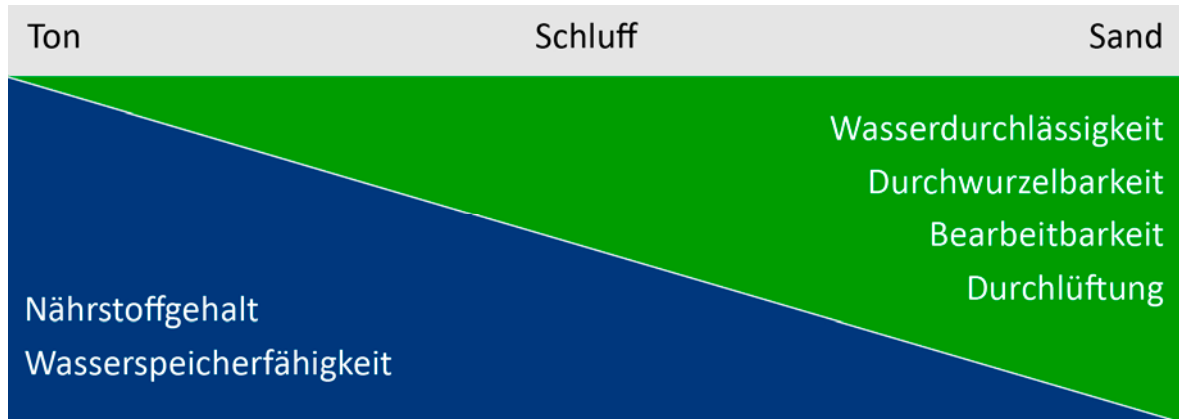 Ton Schluff Sand
Wasserdurchlässigkeit
Durchwurzelbarkeit
Bearbeitbarkeit
Durchlüftung
Nährstoffgehalt
Wasserspeicherfähigkeit